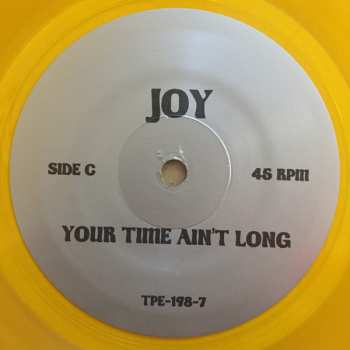 JOY
SIDE C
45 RPM
YOUR TIME AIN'T LONG
TPE-198-7